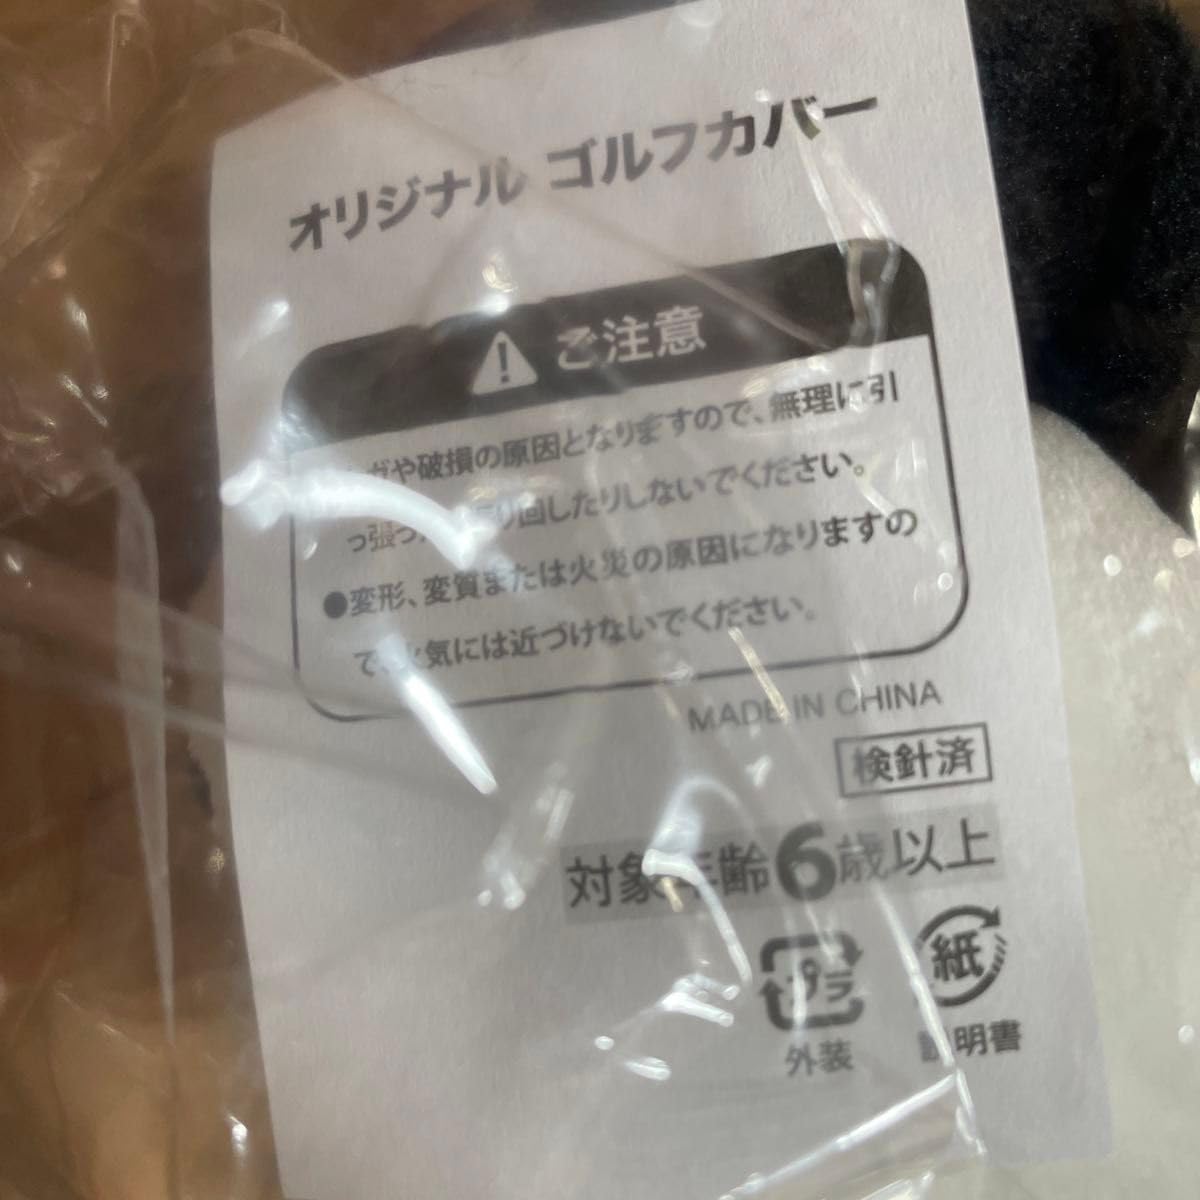 オリジナル ゴルフカバー
ご注意
や破損の原因となりますので、無理に引
っ張っ 回したりしないでください。
●変形、変質または火災の原因になりますの
で、火気には近づけないでください。
MADE IN CHINA
検針済
対象年齢6歳以上
プラ
紙
外装
説明書